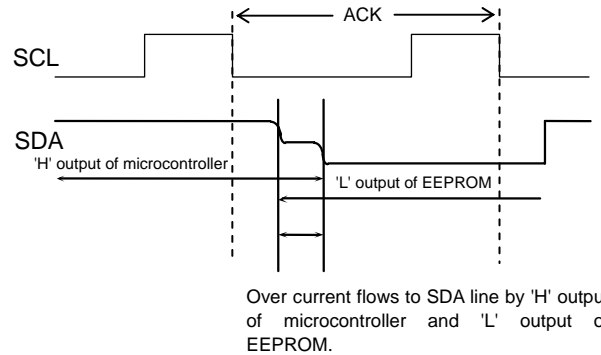 ACK
SCL
SDA
'H' output of microcontroller
'L' output of EEPROM
Over current flows to SDA line by 'H' outpu
of microcontroller and 'L' output o
EEPROM.